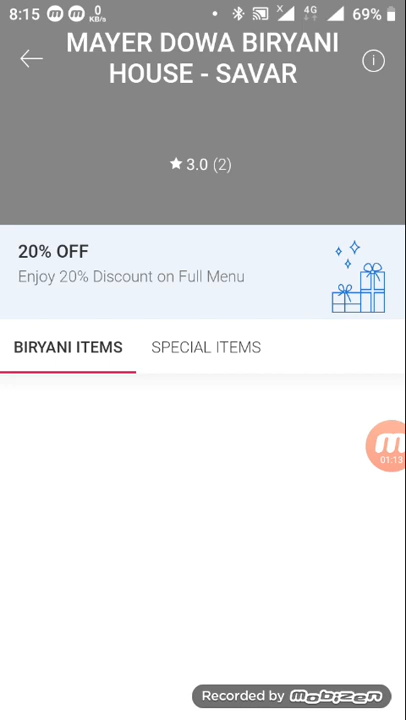 8:15 0 KB/s 4G 69%
MAYER DOWA BIRYANI
HOUSE - SAVAR
3.0 (2)
20% OFF
Enjoy 20% Discount on Full Menu
BIRYANI ITEMS SPECIAL ITEMS
01:13
Recorded by mobizen